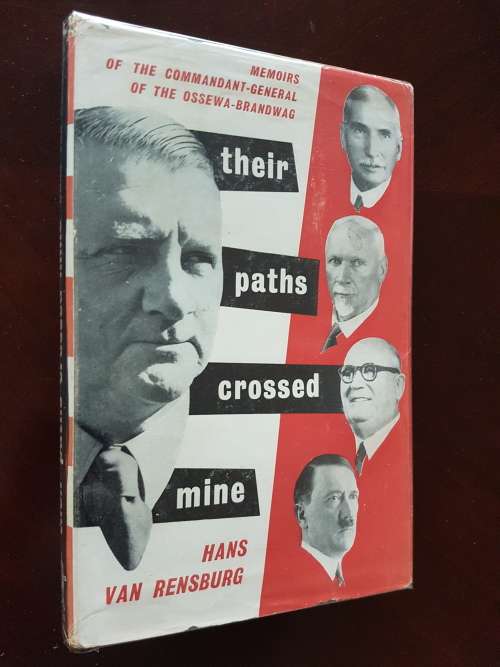 MEMOIRS
OF THE COMMANDANT-GENERAL
OF THE OSSEWA-BRANDWAG
their
paths
crossed
mine
HANS
VAN RENSBURG